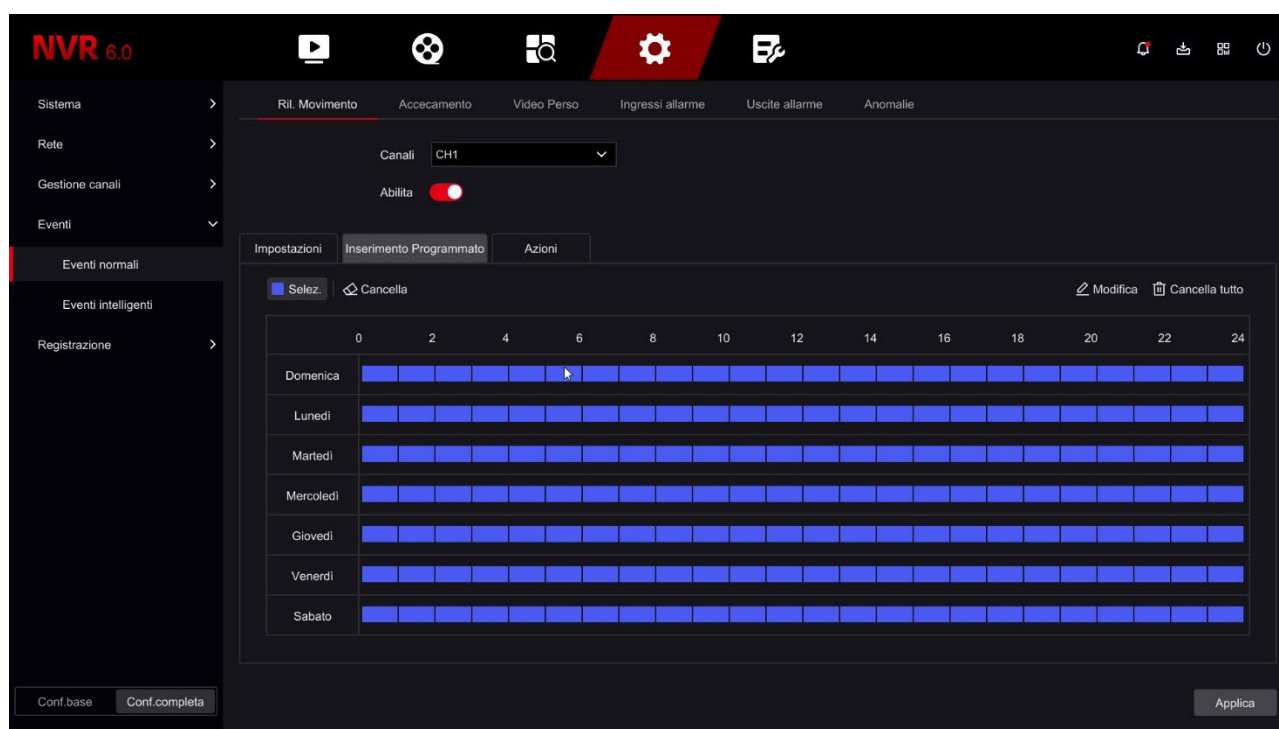 NVR 6.0
Sistema
Rete
Gestione canali
Eventi
Eventi normali
Eventi intelligenti
Registrazione
Conf.base Conf.completa
Ril. Movimento Accecamento Video Perso Ingressi allarme Uscite allarme Anomalie
Canali CH1
Abilita
Impostazioni Inserimento Programmato Azioni
Selez. Cancella Modifica Cancella tutto
0 2 4 6 8 10 12 14 16 18 20 22 24
Domenica
Lunedì
Martedì
Mercoledì
Giovedì
Venerdì
Sabato
Applica